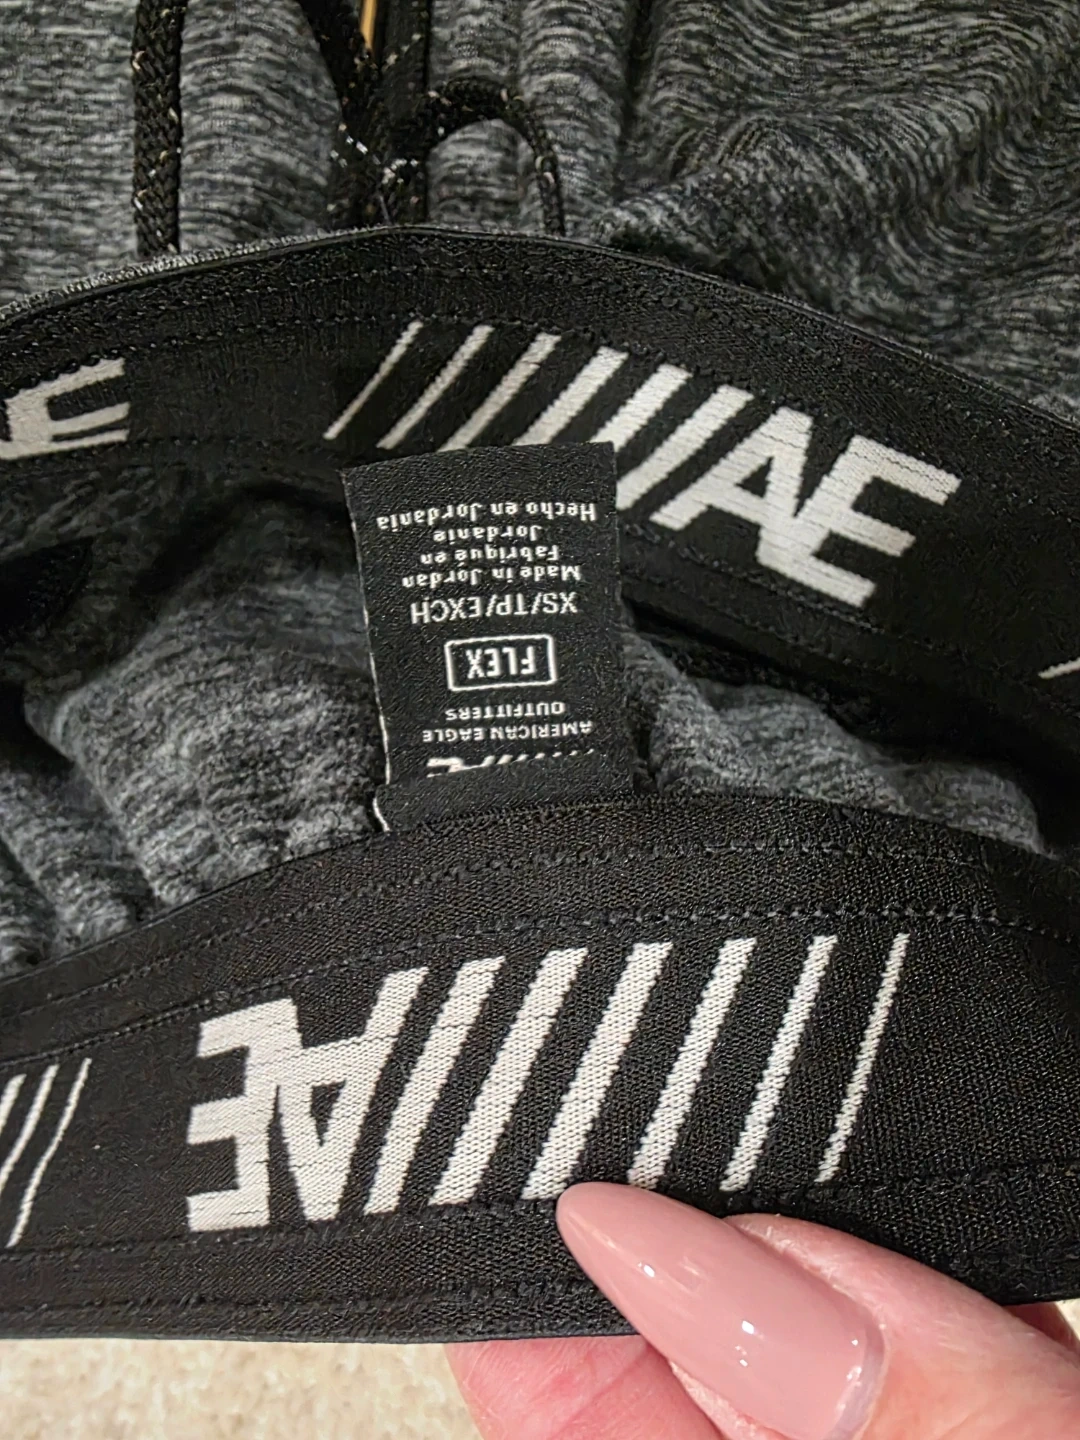 AE
AE
AE
AMERICAN EAGLE
OUTFITTERS
FLEX
XS/TP/EXCH
Made in Jordan
Fabriqué en
Jordanie
Hecho en Jordania
AE